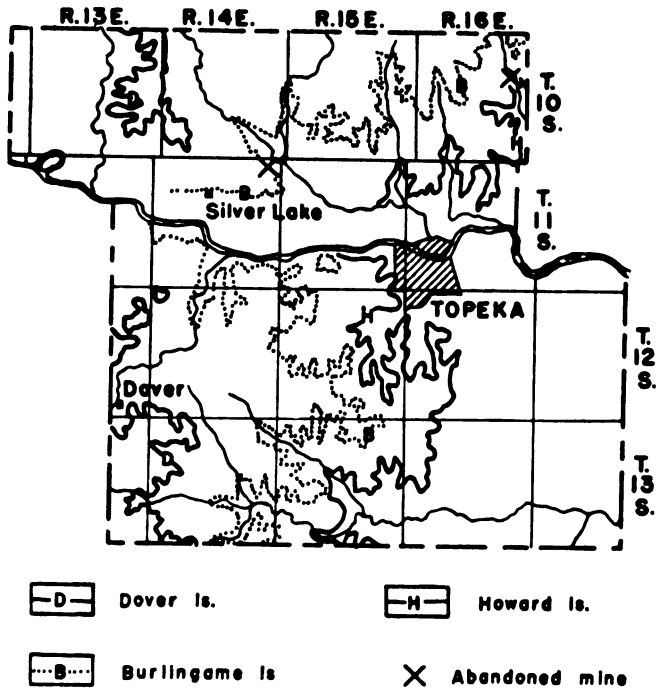 R.13E. R.14E. R.15E. R.16E.
B
T.
10
S.
B
Silver Lake
T.
11
S.
TOPEKA
H
T.
12
S.
Dover
B
D
T.
13
S.
D Dover ls. H Howard ls.
B Burlingame ls Abandoned mine